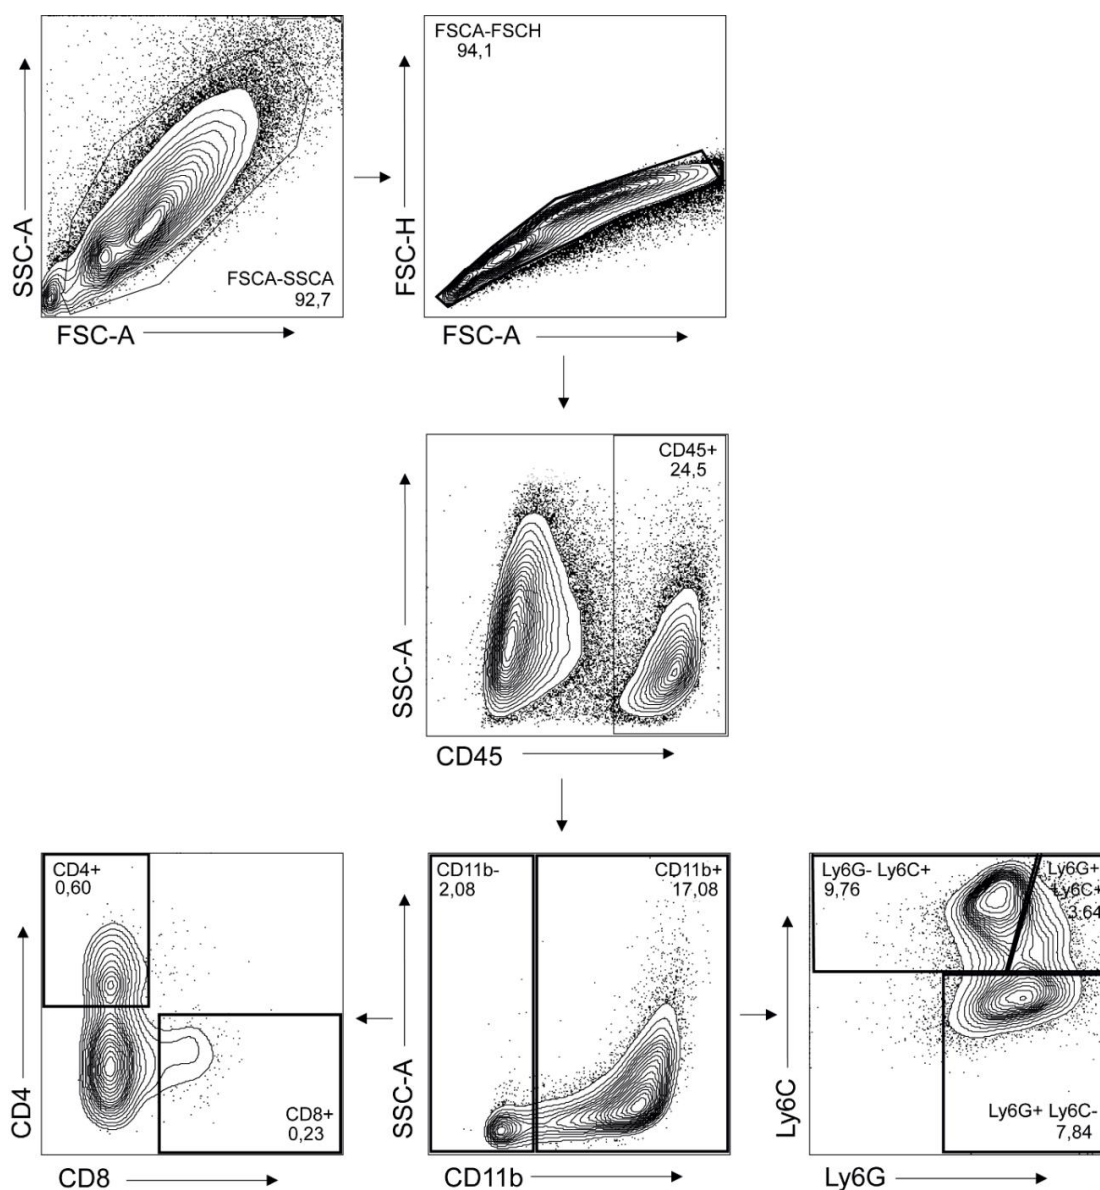 FSCA-SSCA
92,7
SSC-A
FSC-A
FSCA-FSCH
94,1
FSC-H
FSC-A
CD45+
24,5
SSC-A
CD45
CD4+
0,60
CD8+
0,23
CD4
CD8
CD11b-
2,08
CD11b+
17,08
SSC-A
CD11b
Ly6G- Ly6C+
9,76
Ly6G+
Ly6C+
3.64
Ly6G+ Ly6C-
7,84
Ly6C
Ly6G